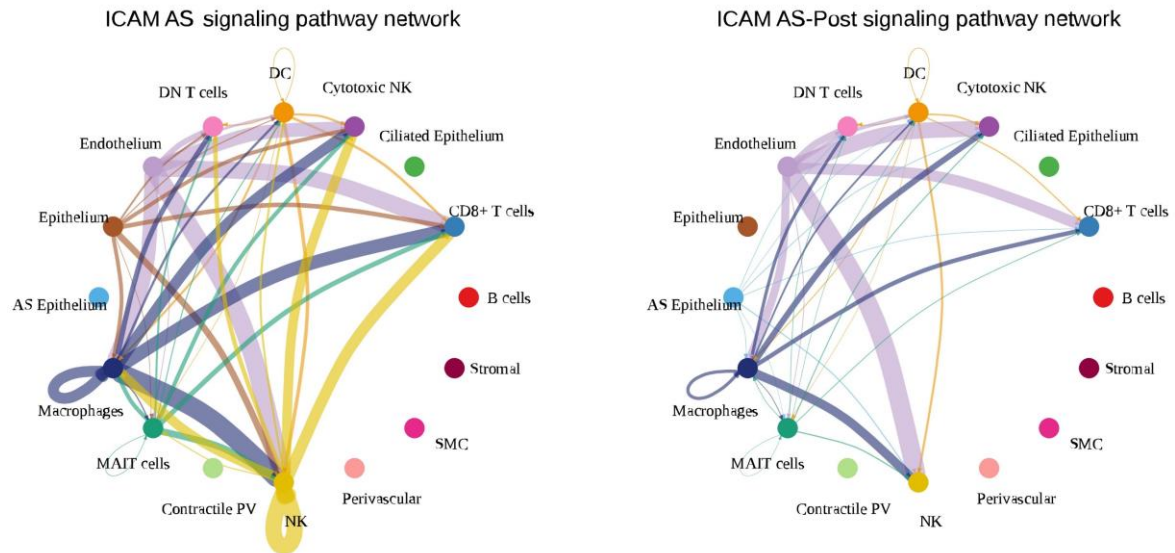 ICAM AS signaling pathway network
DC
DN T cells
Cytotoxic NK
Endothelium
Ciliated Epithelium
Epithelium
CD8+ T cells
AS Epithelium
B cells
Stromal
Macrophages
SMC
MAIT cells
Contractile PV
Perivascular
NK
ICAM AS-Post signaling pathway network
DC
DN T cells
Cytotoxic NK
Endothelium
Ciliated Epithelium
Epithelium
CD8+ T cells
AS Epithelium
B cells
Stromal
Macrophages
SMC
MAIT cells
Contractile PV
Perivascular
NK